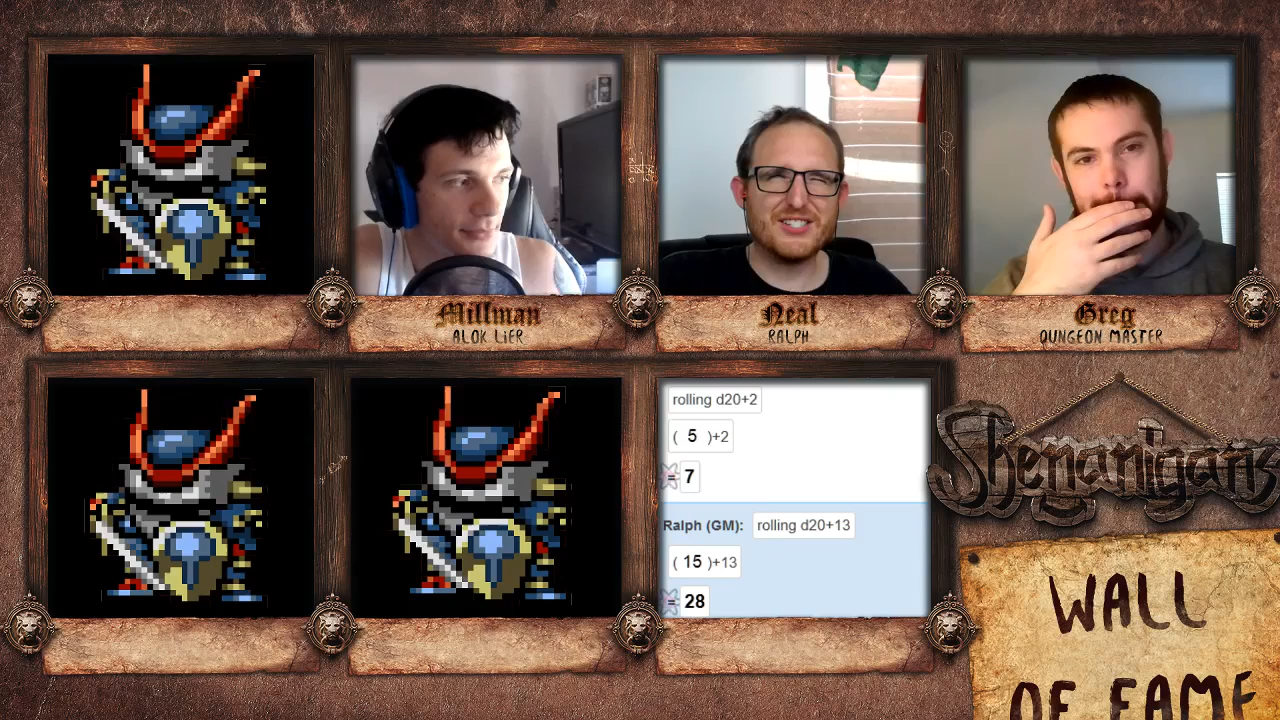 Millman
ALOK LIER
Neal
RALPH
Greg
DUNGEON MASTER
rolling d20+2
( 5 )+2
= 7
Ralph (GM): rolling d20+13
( 15 )+13
= 28
Shenanigans
WALL
OF FAME